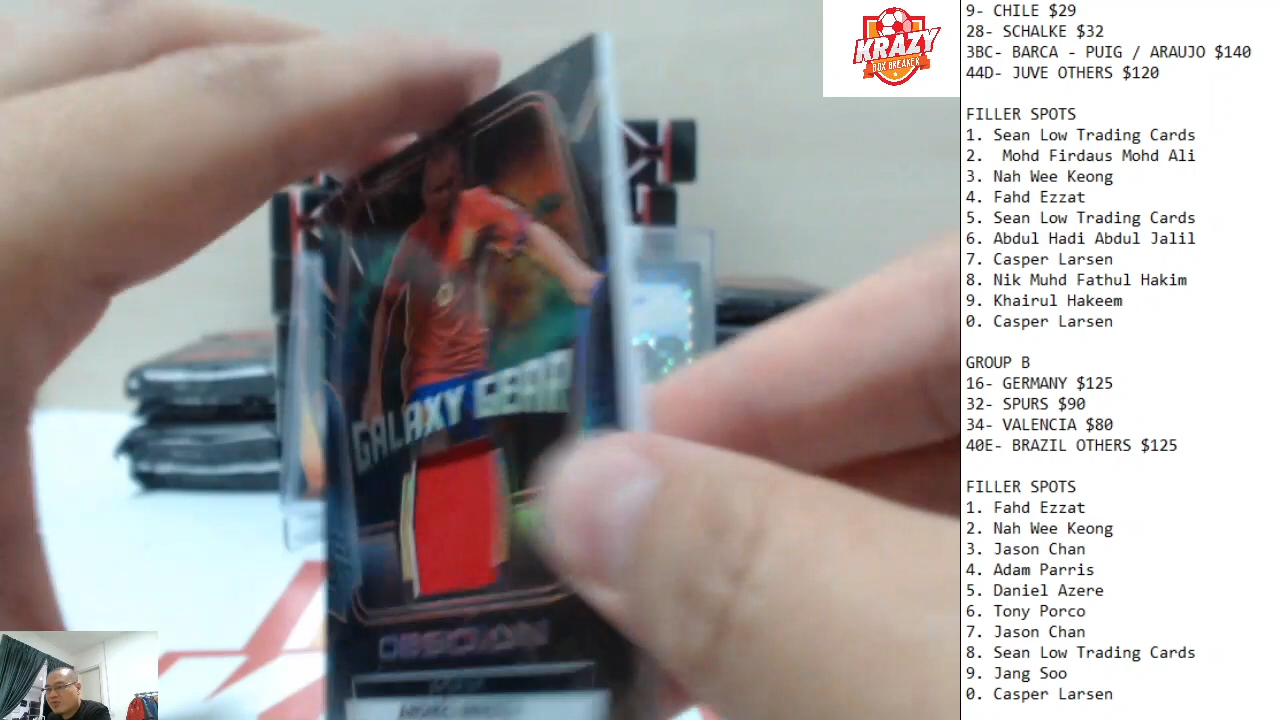 KRAZY
BOX BREAKER
GALAXY GEAR
OBSIDIAN
9- CHILE $29
28- SCHALKE $32
3BC- BARCA - PUIG / ARAUJO $140
44D- JUVE OTHERS $120
FILLER SPOTS
1. Sean Low Trading Cards
2.  Mohd Firdaus Mohd Ali
3. Nah Wee Keong
4. Fahd Ezzat
5. Sean Low Trading Cards
6. Abdul Hadi Abdul Jalil
7. Casper Larsen
8. Nik Muhd Fathul Hakim
9. Khairul Hakeem
0. Casper Larsen
GROUP B
16- GERMANY $125
32- SPURS $90
34- VALENCIA $80
40E- BRAZIL OTHERS $125
FILLER SPOTS
1. Fahd Ezzat
2. Nah Wee Keong
3. Jason Chan
4. Adam Parris
5. Daniel Azere
6. Tony Porco
7. Jason Chan
8. Sean Low Trading Cards
9. Jang Soo
0. Casper Larsen